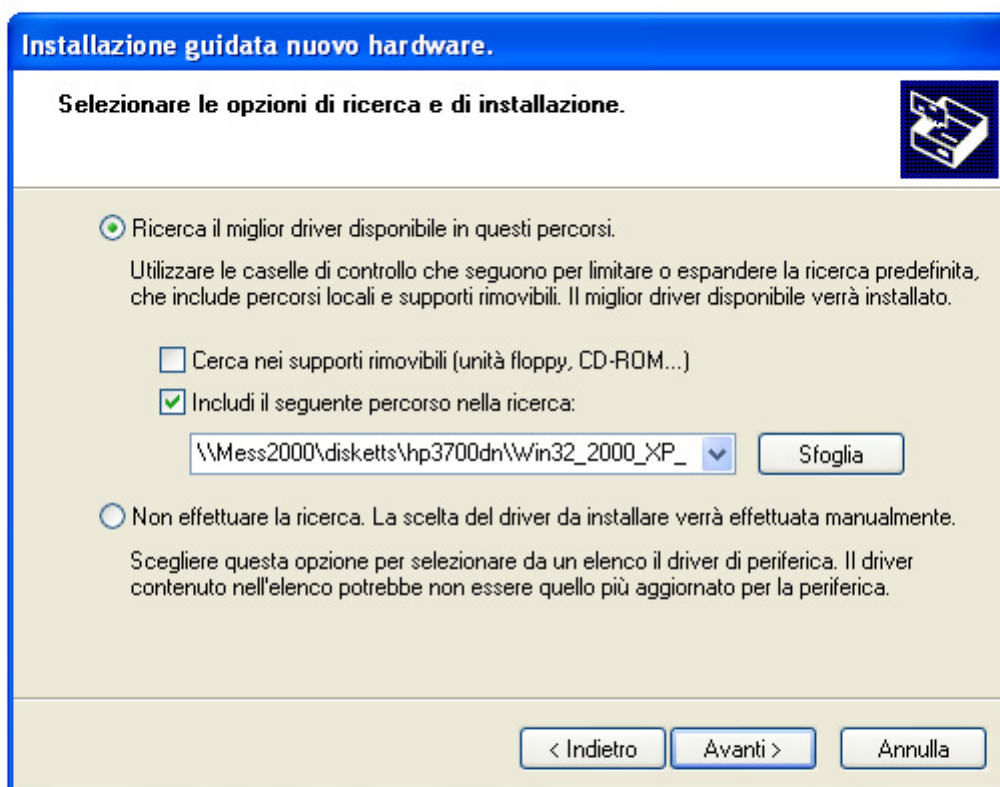 Installazione guidata nuovo hardware.
Selezionare le opzioni di ricerca e di installazione.
Ricerca il miglior driver disponibile in questi percorsi.
Utilizzare le caselle di controllo che seguono per limitare o espandere la ricerca predefinita,
che include percorsi locali e supporti rimovibili. Il miglior driver disponibile verrà installato.
Cerca nei supporti rimovibili (unità floppy, CD-ROM...)
Includi il seguente percorso nella ricerca:
\\Mess2000\disketts\hp3700dn\Win32_2000_XP_
Sfoglia
Non effettuare la ricerca. La scelta del driver da installare verrà effettuata manualmente.
Scegliere questa opzione per selezionare da un elenco il driver di periferica. Il driver
contenuto nell'elenco potrebbe non essere quello più aggiornato per la periferica.
< Indietro Avanti > Annulla